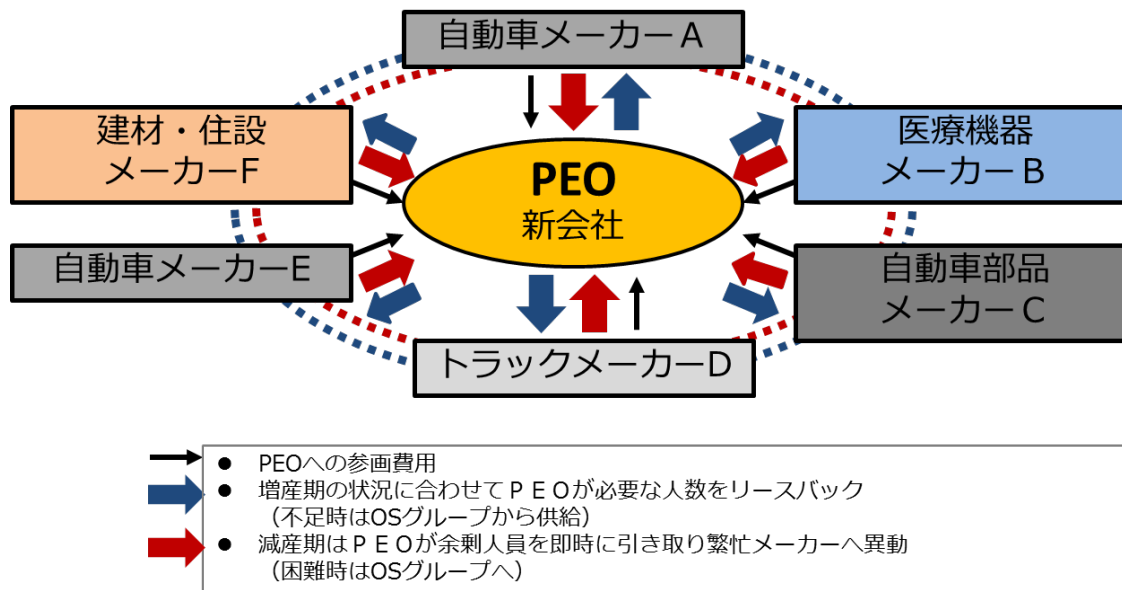 自動車メーカーA
建材・住設
メーカーF
医療機器
メーカーB
PEO
新会社
自動車メーカーE
自動車部品
メーカーC
トラックメーカーD
● PEOへの参画費用
● 増産期の状況に合わせてＰＥＯが必要な人数をリースバック
（不足時はOSグループから供給）
● 減産期はＰＥＯが余剰人員を即時に引き取り繁忙メーカーへ異動
（困難時はOSグループへ）